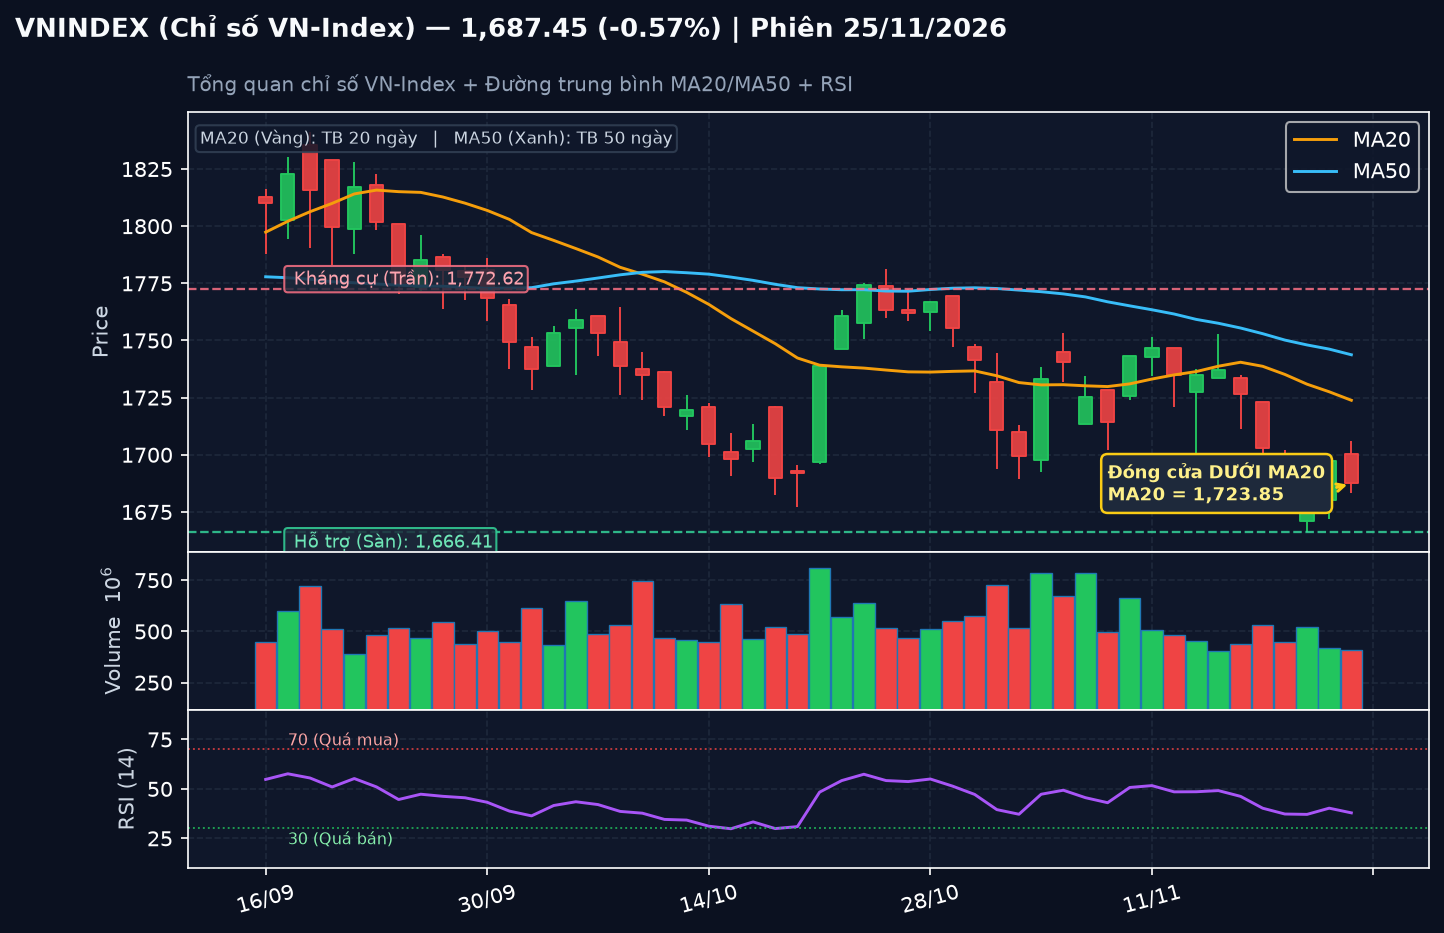 VNINDEX (Chỉ số VN-Index) — 1,687.45 (-0.57%) | Phiên 25/11/2026
Tổng quan chỉ số VN-Index + Đường trung bình MA20/MA50 + RSI
MA20 (Vàng): TB 20 ngày | MA50 (Xanh): TB 50 ngày
MA20
MA50
Price
1825
1800
1775
1750
1725
1700
1675
Kháng cự (Trần): 1,772.62
Đóng cửa DƯỚI MA20
MA20 = 1,723.85
Hỗ trợ (Sàn): 1,666.41
Volume 10⁶
750
500
250
RSI (14)
75
50
25
70 (Quá mua)
30 (Quá bán)
16/09
30/09
14/10
28/10
11/11